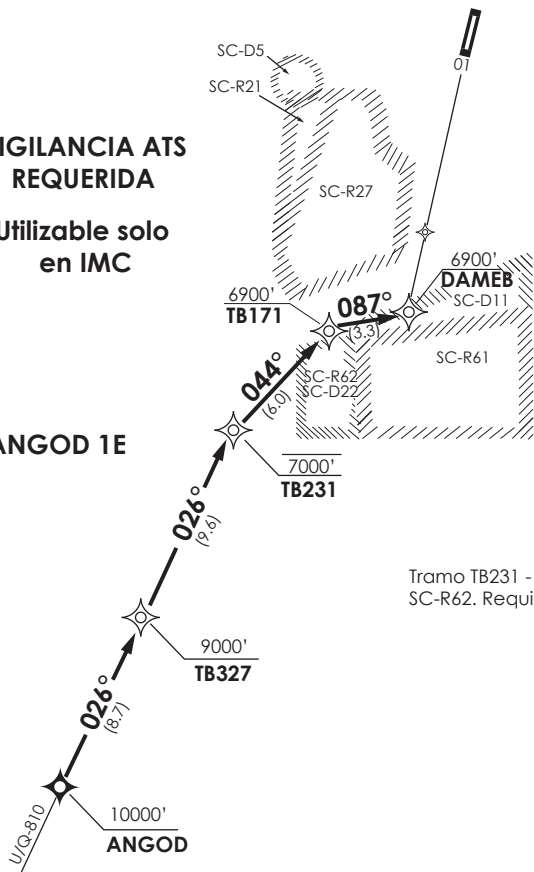 SC-D5
SC-R21
01
IGILANCIA ATS
REQUERIDA
SC-R27
Utilizable solo
en IMC
6900'
DAMEB
SC-D11
6900'
TB171
087°
(3.3)
SC-R61
044°
(6.0)
SC-R62
SC-D22
ANGOD 1E
7000'
TB231
026°
(9.6)
Tramo TB231 -
SC-R62. Requi
9000'
TB327
026°
(8.7)
10000'
ANGOD
U/Q-810